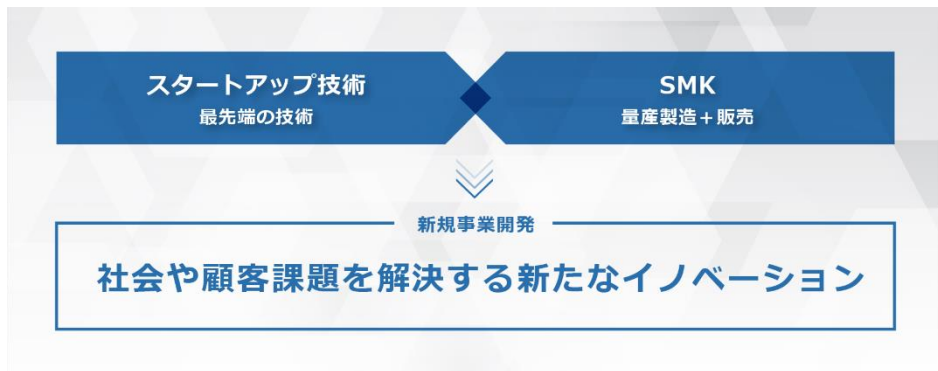 スタートアップ技術
最先端の技術
SMK
量産製造+販売
新規事業開発
社会や顧客課題を解決する新たなイノベーション